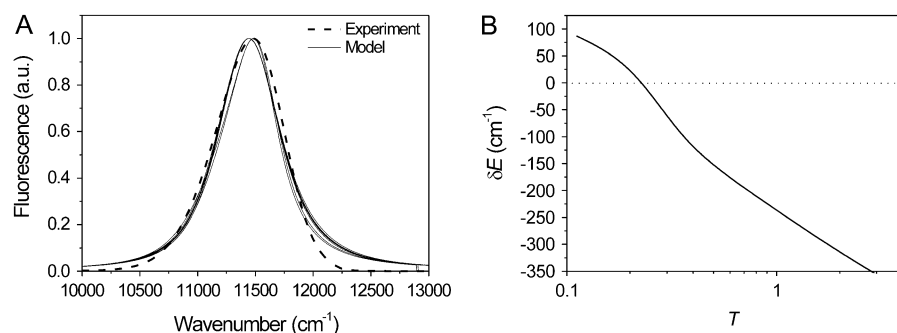 A
Fluorescence (a.u.)
1.0
0.8
0.6
0.4
0.2
0.0
Experiment
Model
10000 10500 11000 11500 12000 12500 13000
Wavenumber (cm⁻¹)
B
δE (cm⁻¹)
100
50
0
-50
-100
-150
-200
-250
-300
-350
0.1 1
T